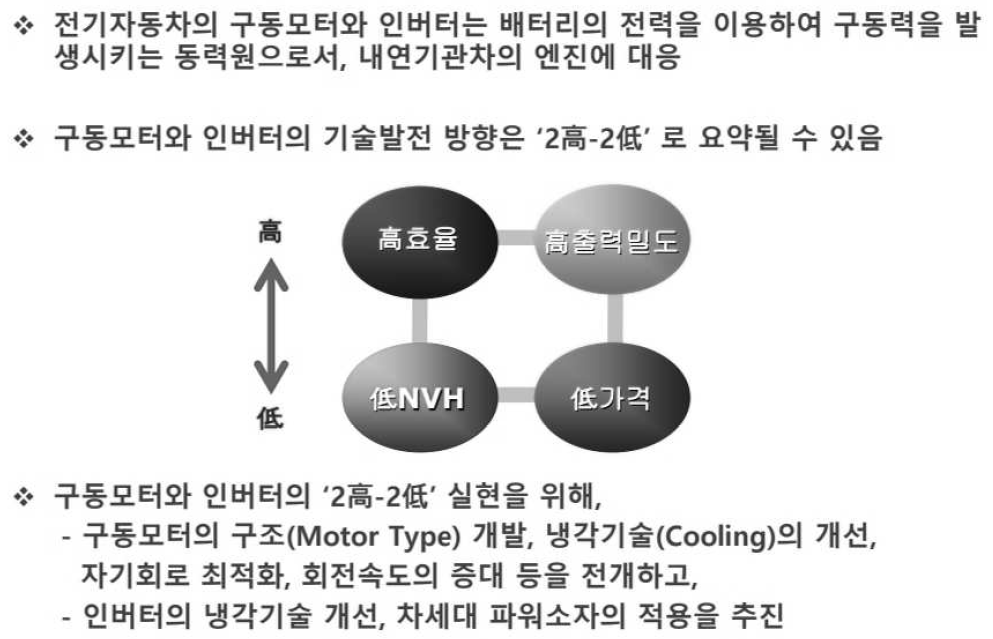 ❖ 전기자동차의 구동모터와 인버터는 배터리의 전력을 이용하여 구동력을 발
생시키는 동력원으로서, 내연기관차의 엔진에 대응
❖ 구동모터와 인버터의 기술발전 방향은 ‘2高-2低’ 로 요약될 수 있음
高
高효율 高출력밀도
低NVH 低가격
低
❖ 구동모터와 인버터의 ‘2高-2低’ 실현을 위해,
- 구동모터의 구조(Motor Type) 개발, 냉각기술(Cooling)의 개선,
자기회로 최적화, 회전속도의 증대 등을 전개하고,
- 인버터의 냉각기술 개선, 차세대 파워소자의 적용을 추진